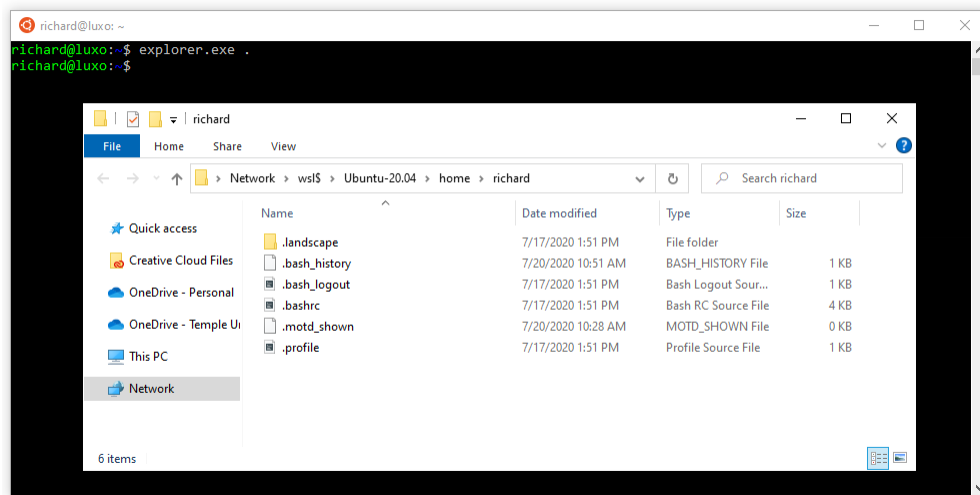 richard@luxo: ~
richard@luxo:~$ explorer.exe .
richard@luxo:~$
richard
File Home Share View
Network › wsl$ › Ubuntu-20.04 › home › richard
Search richard
Quick access
Creative Cloud Files
OneDrive - Personal
OneDrive - Temple
This PC
Network
Name Date modified Type Size
.landscape 7/17/2020 1:51 PM File folder
.bash_history 7/20/2020 10:51 AM BASH_HISTORY File 1 KB
.bash_logout 7/17/2020 1:51 PM Bash Logout Sour... 1 KB
.bashrc 7/17/2020 1:51 PM Bash RC Source File 4 KB
.motd_shown 7/20/2020 10:28 AM MOTD_SHOWN File 0 KB
.profile 7/17/2020 1:51 PM Profile Source File 1 KB
6 items